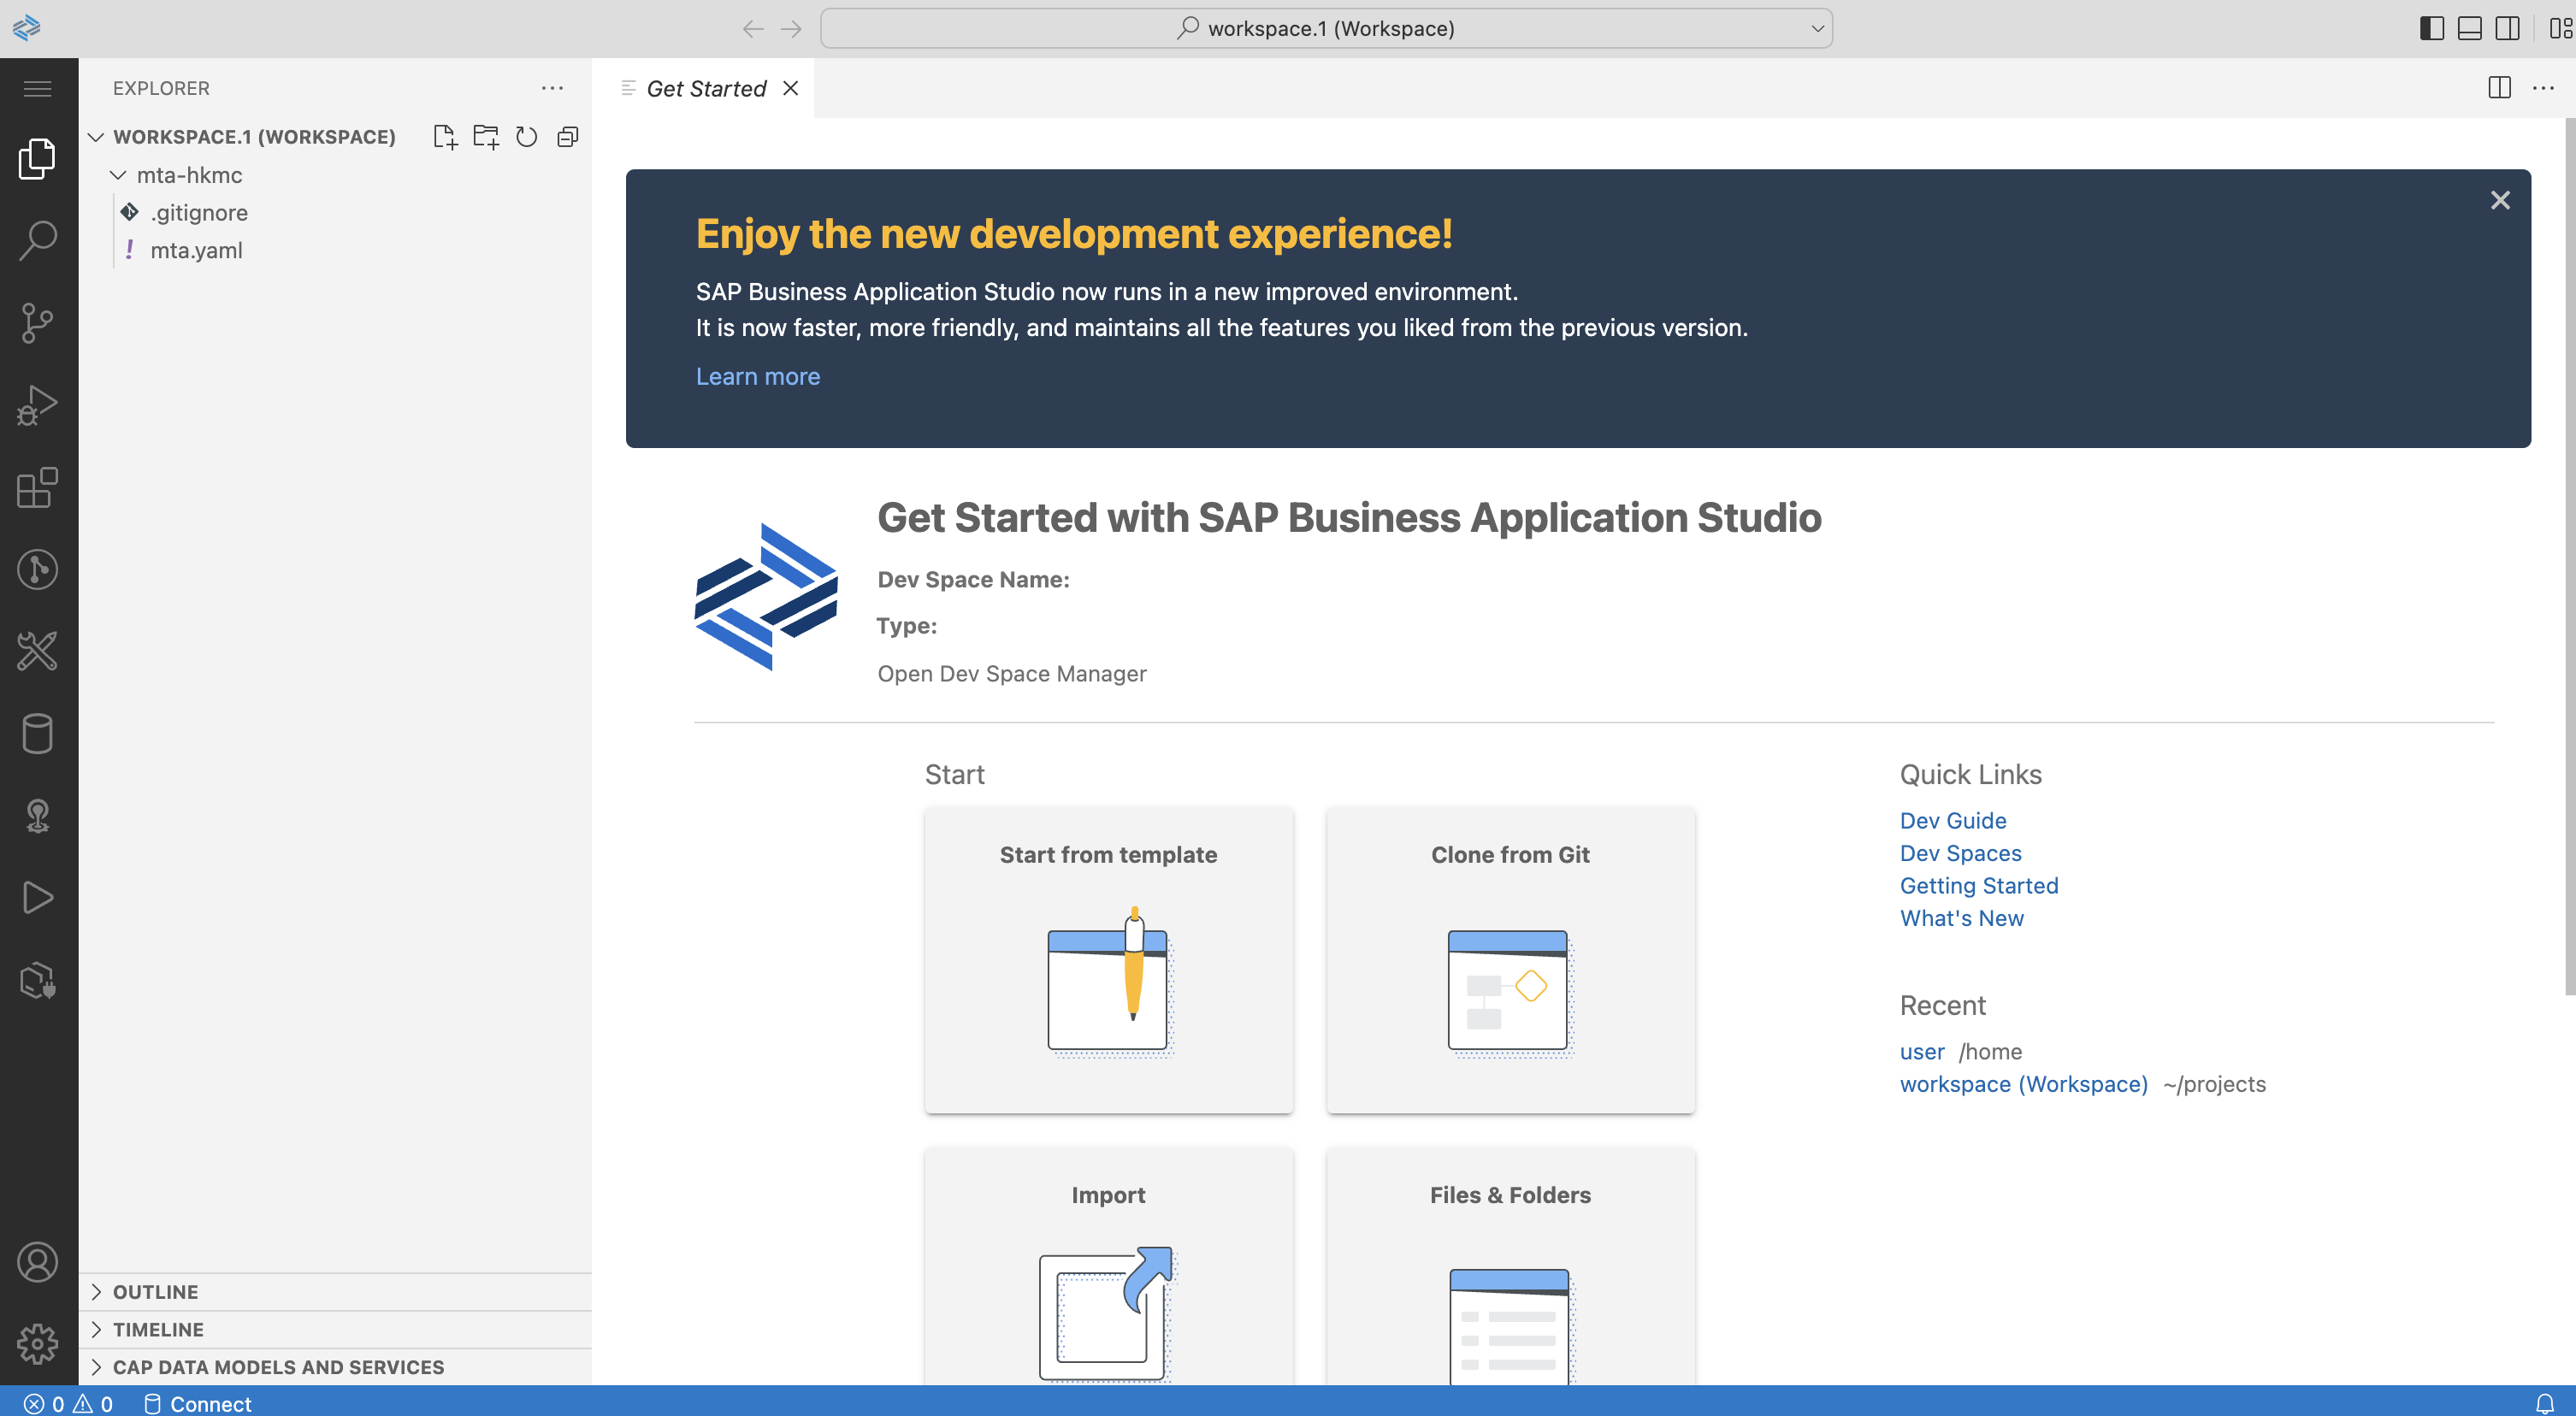 workspace.1 (Workspace)
EXPLORER
Get Started
WORKSPACE.1 (WORKSPACE)
mta-hkmc
.gitignore
! mta.yaml
Enjoy the new development experience!
SAP Business Application Studio now runs in a new improved environment.
It is now faster, more friendly, and maintains all the features you liked from the previous version.
Learn more
Get Started with SAP Business Application Studio
Dev Space Name:
Type:
Open Dev Space Manager
Start
Start from template
Clone from Git
Import
Files & Folders
Quick Links
Dev Guide
Dev Spaces
Getting Started
What's New
Recent
user /home
workspace (Workspace) ~/projects
OUTLINE
TIMELINE
CAP DATA MODELS AND SERVICES
0 0 Connect